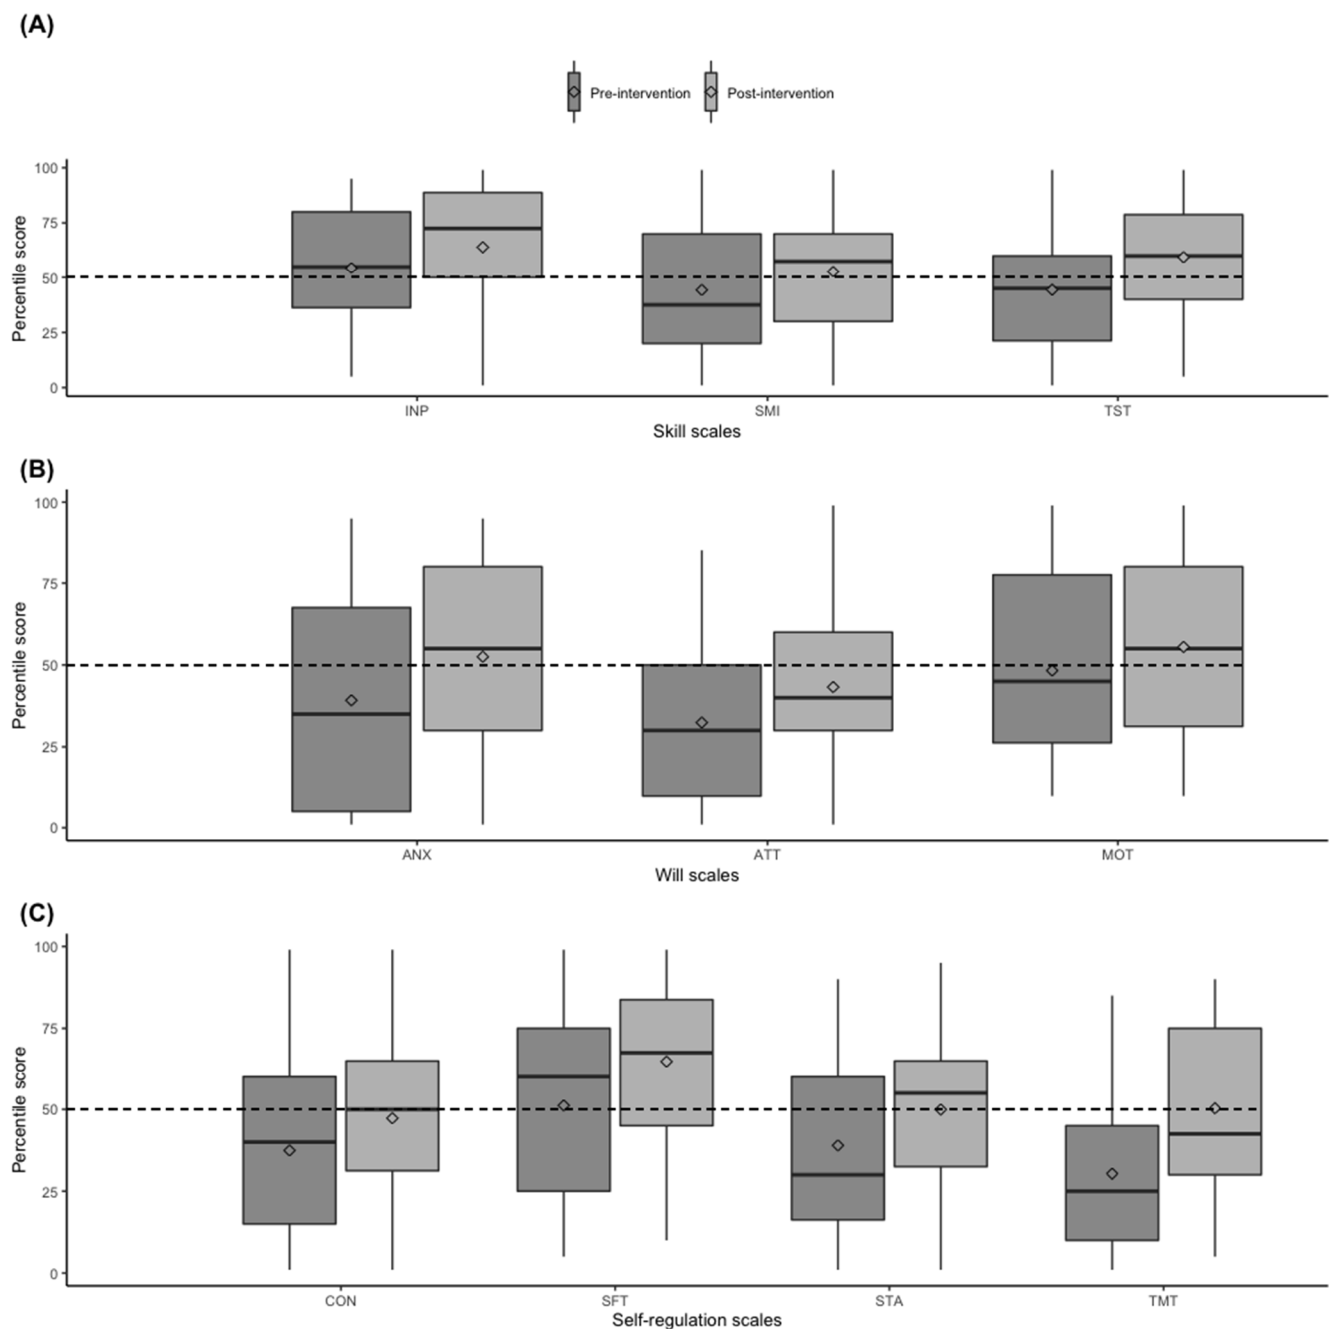 (A)
Pre-intervention Post-intervention
Percentile score
100
75
50
25
0
INP SMI TST
Skill scales
(B)
Percentile score
100
75
50
25
0
ANX ATT MOT
Will scales
(C)
Percentile score
100
75
50
25
0
CON SFT STA TMT
Self-regulation scales